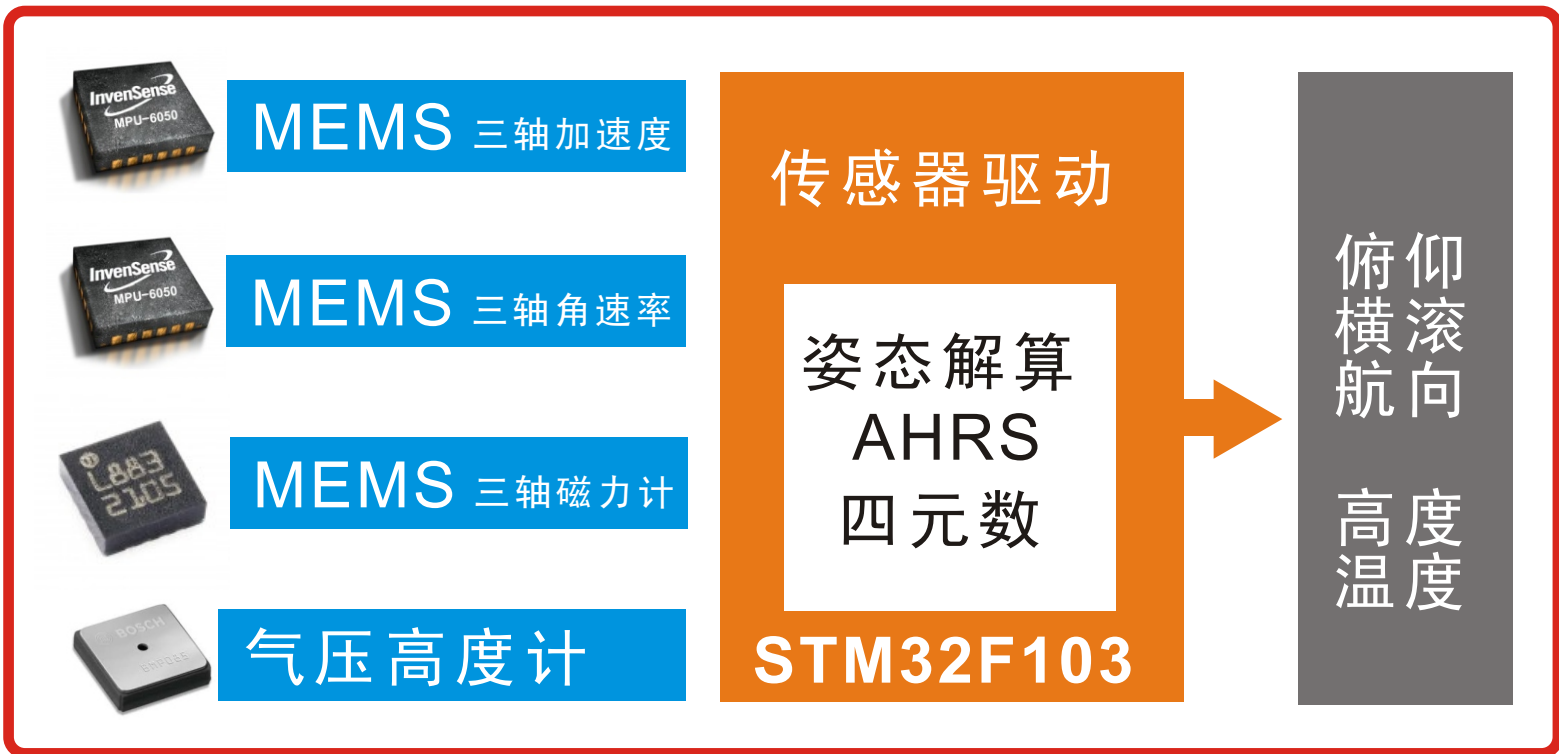 InvenSense
MPU-6050
MEMS 三轴加速度
InvenSense
MPU-6050
MEMS 三轴角速率
L883
2105
MEMS 三轴磁力计
BOSCH
气压高度计
传感器驱动
姿态解算
AHRS
四元数
STM32F103
俯仰
横滚
航向
高度
温度